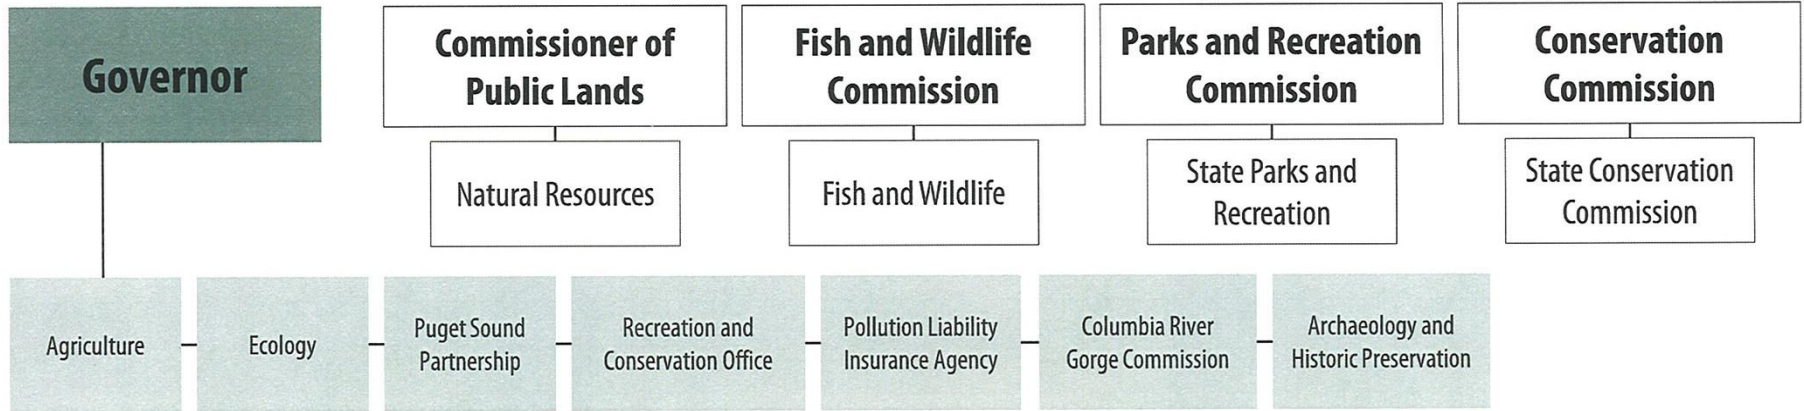 Governor
Commissioner of
Public Lands
Fish and Wildlife
Commission
Parks and Recreation
Commission
Conservation
Commission
Natural Resources
Fish and Wildlife
State Parks and
Recreation
State Conservation
Commission
Agriculture
Ecology
Puget Sound
Partnership
Recreation and
Conservation Office
Pollution Liability
Insurance Agency
Columbia River
Gorge Commission
Archaeology and
Historic Preservation